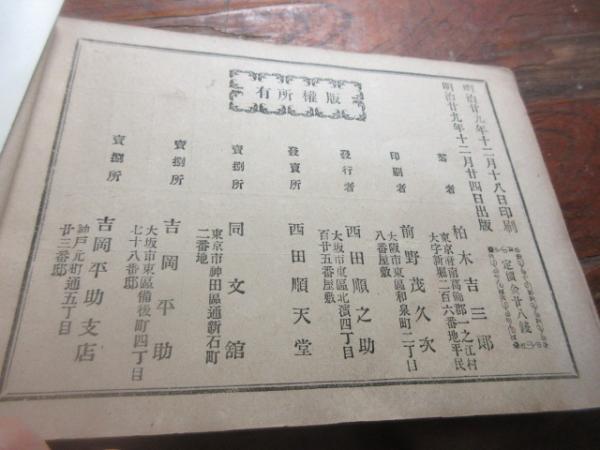 明治廿九年十二月十八日印刷
明治廿九年十二月廿四日出版
定價金廿八錢
著者 柏木吉三郎
東京府南葛飾郡一之江村
大字新堀二百六番地平民
印刷者 前野茂久次
大阪市東區和泉町二丁目
八番屋敷
發行者 西田順之助
大坂市東區北濱四丁目
百廿五番屋敷
發賣所 西田順天堂
賣捌所 同文舘
東京市神田區通新石町
二番地
賣捌所 吉岡平助
大坂市東區備後町四丁目
七十八番邸
賣捌所 吉岡平助支店
神戸元町通五丁目
廿三番邸
版權所有